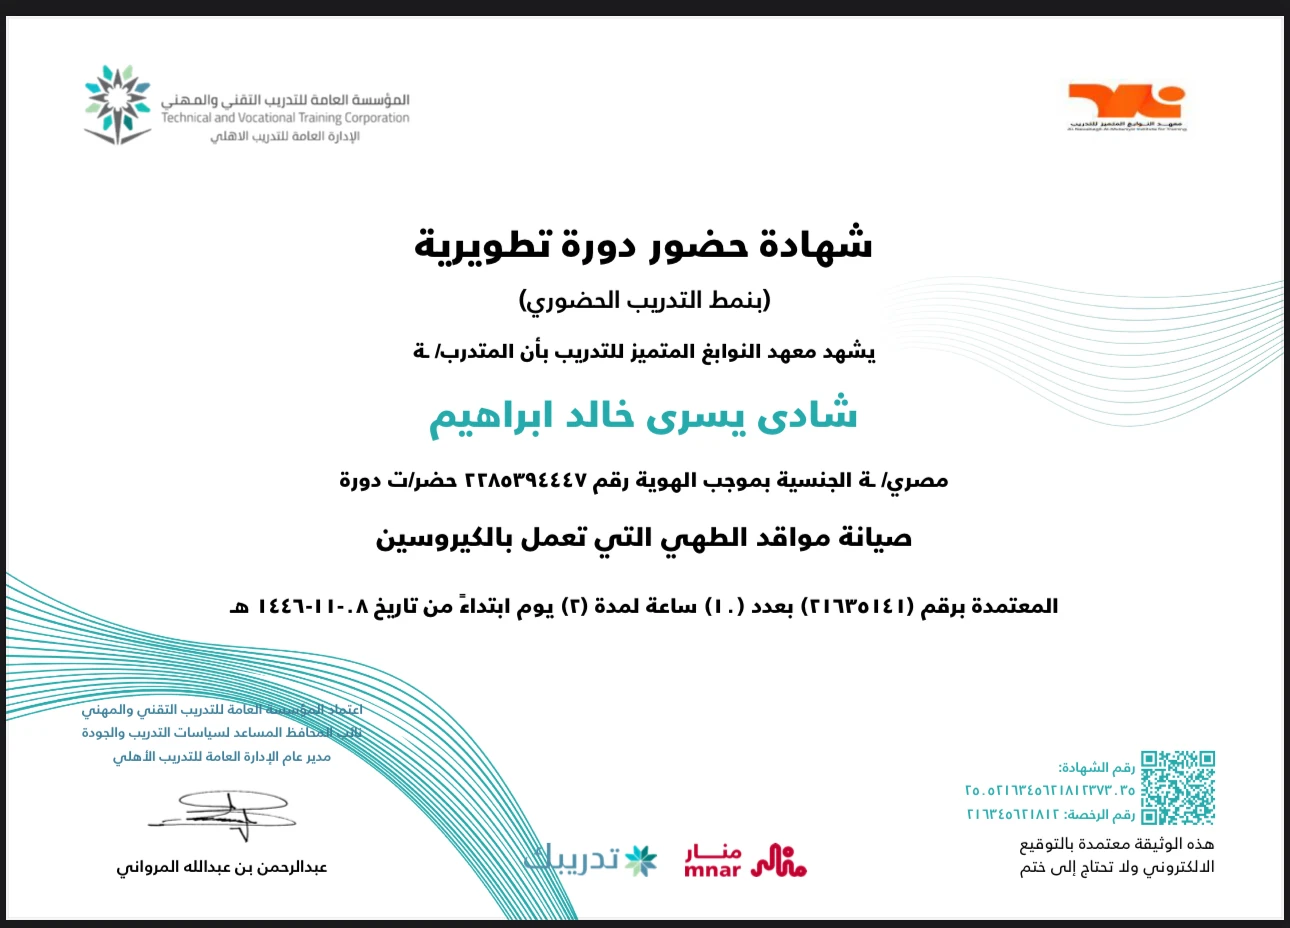 المؤسسة العامة للتدريب التقني والمهني
Technical and Vocational Training Corporation
الإدارة العامة للتدريب الاهلي
معهد النوابغ المتميز للتدريب
شهادة حضور دورة تطويرية
(بنمط التدريب الحضوري)
يشهد معهد النوابغ المتميز للتدريب بأن المتدرب/ ـة
شادى يسرى خالد ابراهيم
مصري/ ـة الجنسية بموجب الهوية رقم ٢٢٨٥٣٩٤٤٤٧ حضر/ت دورة
صيانة مواقد الطهي التي تعمل بالكيروسين
المعتمدة برقم (٢١٦٣٥١٤١) بعدد (١٠) ساعة لمدة (٢) يوم ابتداءً من تاريخ ٠٨-١١-١٤٤٦ هـ
اعتماد المؤسسة العامة للتدريب التقني والمهني
نائب المحافظ المساعد لسياسات التدريب والجودة
مدير عام الإدارة العامة للتدريب الأهلي
عبدالرحمن بن عبدالله المرواني
رقم الشهادة:
٢٥٠٥٢١٦٣٤٥٦٢١٨١٢٣٧٣٠٣٥
رقم الرخصة: ٢١٦٣٤٥٦٢١٨١٢
هذه الوثيقة معتمدة بالتوقيع
الالكتروني ولا تحتاج إلى ختم
منــار
mnar
تدريبك